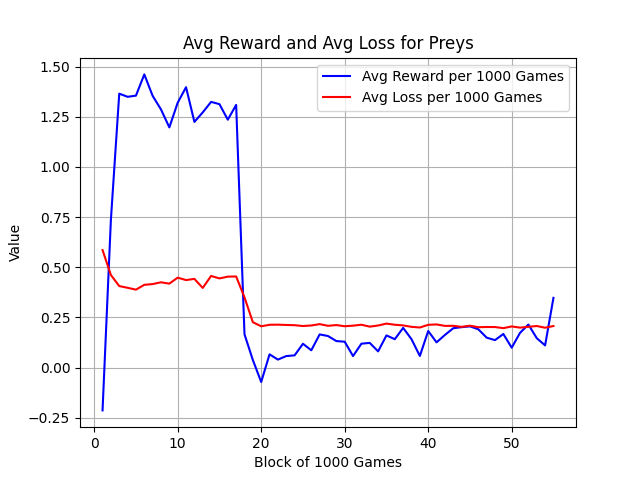 Avg Reward and Avg Loss for Preys
Avg Reward per 1000 Games
Avg Loss per 1000 Games
1.50
1.25
1.00
0.75
0.50
0.25
0.00
−0.25
Value
0 10 20 30 40 50
Block of 1000 Games